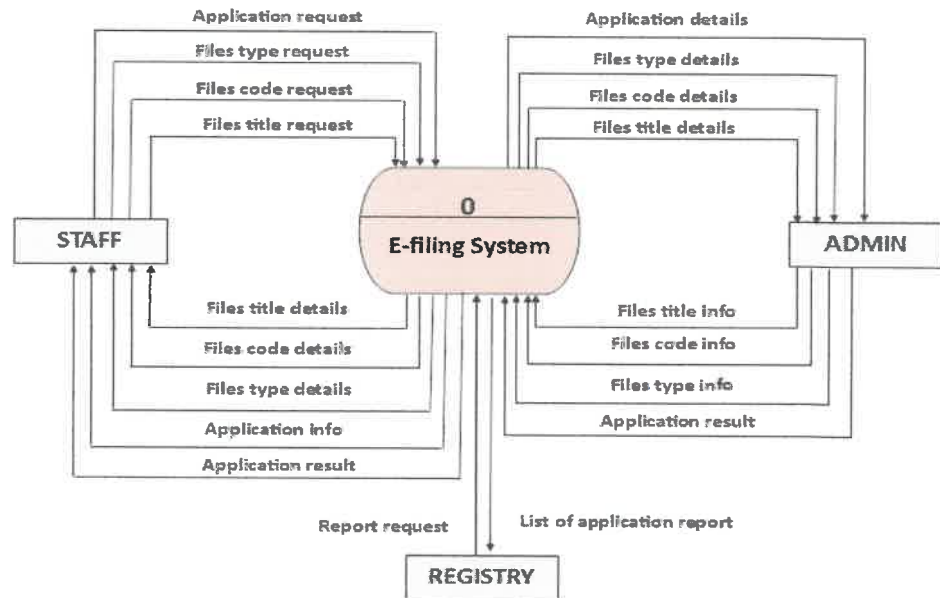 Application request
Files type request
Files code request
Files title request
Application details
Files type details
Files code details
Files title details
0
E-filing System
STAFF
ADMIN
Files title details
Files code details
Files type details
Application info
Application result
Files title info
Files code info
Files type info
Application result
Report request
List of application report
REGISTRY